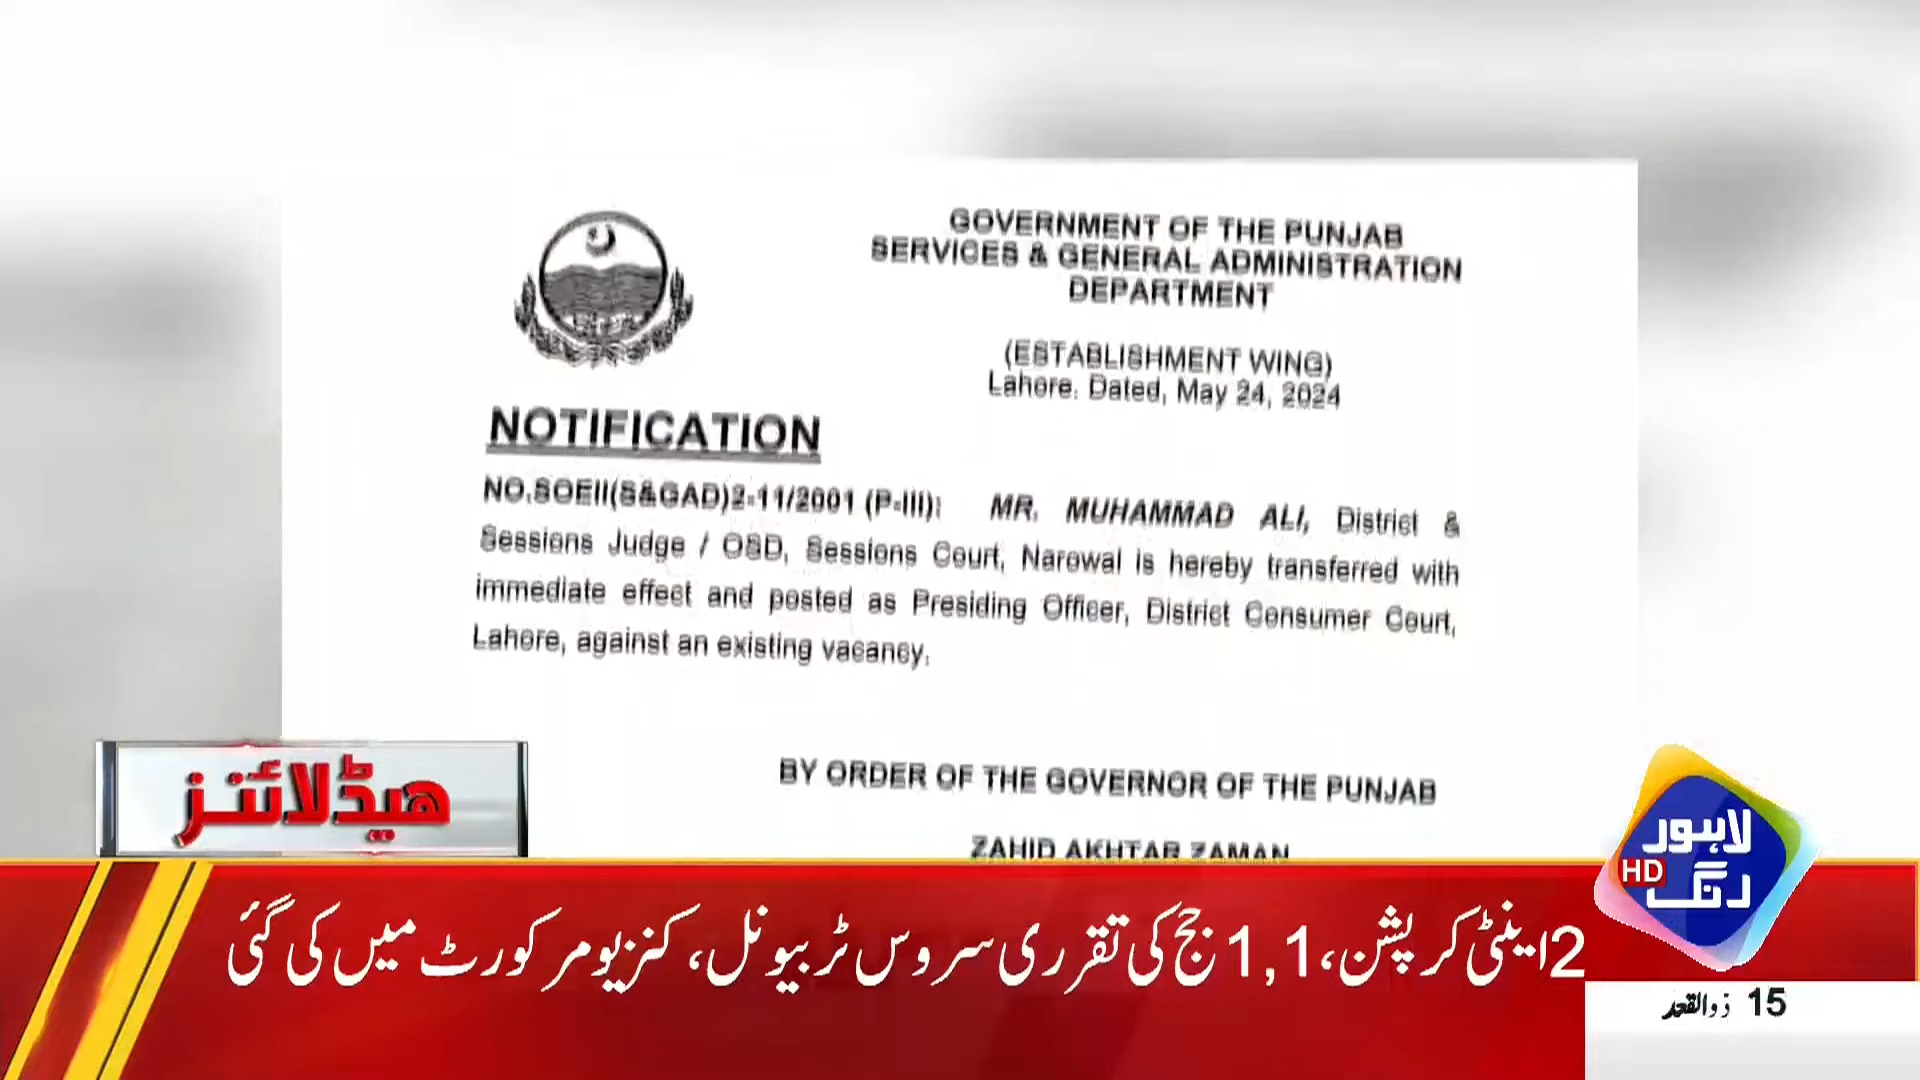 GOVERNMENT OF THE PUNJAB
SERVICES & GENERAL ADMINISTRATION
DEPARTMENT
(ESTABLISHMENT WING)
Lahore. Dated, May 24, 2024
NOTIFICATION
NO.SOEII(S&GAD)2-11/2001 (P-III): MR. MUHAMMAD ALI, District &
Sessions Judge / OSD, Sessions Court, Narowal is hereby transferred with
immediate effect and posted as Presiding Officer, District Consumer Court,
Lahore, against an existing vacancy.
BY ORDER OF THE GOVERNOR OF THE PUNJAB
ZAHID AKHTAR ZAMAN
ہیڈلائنز
لاہور
HD
رنگ
2اینٹی کرپشن، 1,1 جج کی تقرری سروس ٹربیونل، کنزیومر کورٹ میں کی گئی
15 ذوالقعد